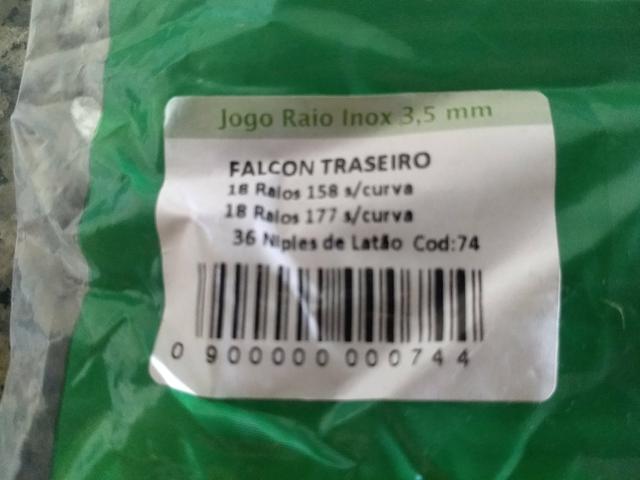 Jogo Raio Inox 3,5 mm
FALCON TRASEIRO
18 Raios 158 s/curva
18 Raios 177 s/curva
36 Niples de Latão Cod:74
0 900000 000744